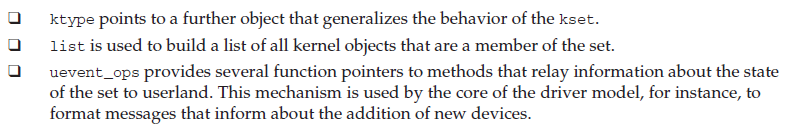 ❑ ktype points to a further object that generalizes the behavior of the kset.
❑ list is used to build a list of all kernel objects that are a member of the set.
❑ uevent_ops provides several function pointers to methods that relay information about the state
of the set to userland. This mechanism is used by the core of the driver model, for instance, to
format messages that inform about the addition of new devices.